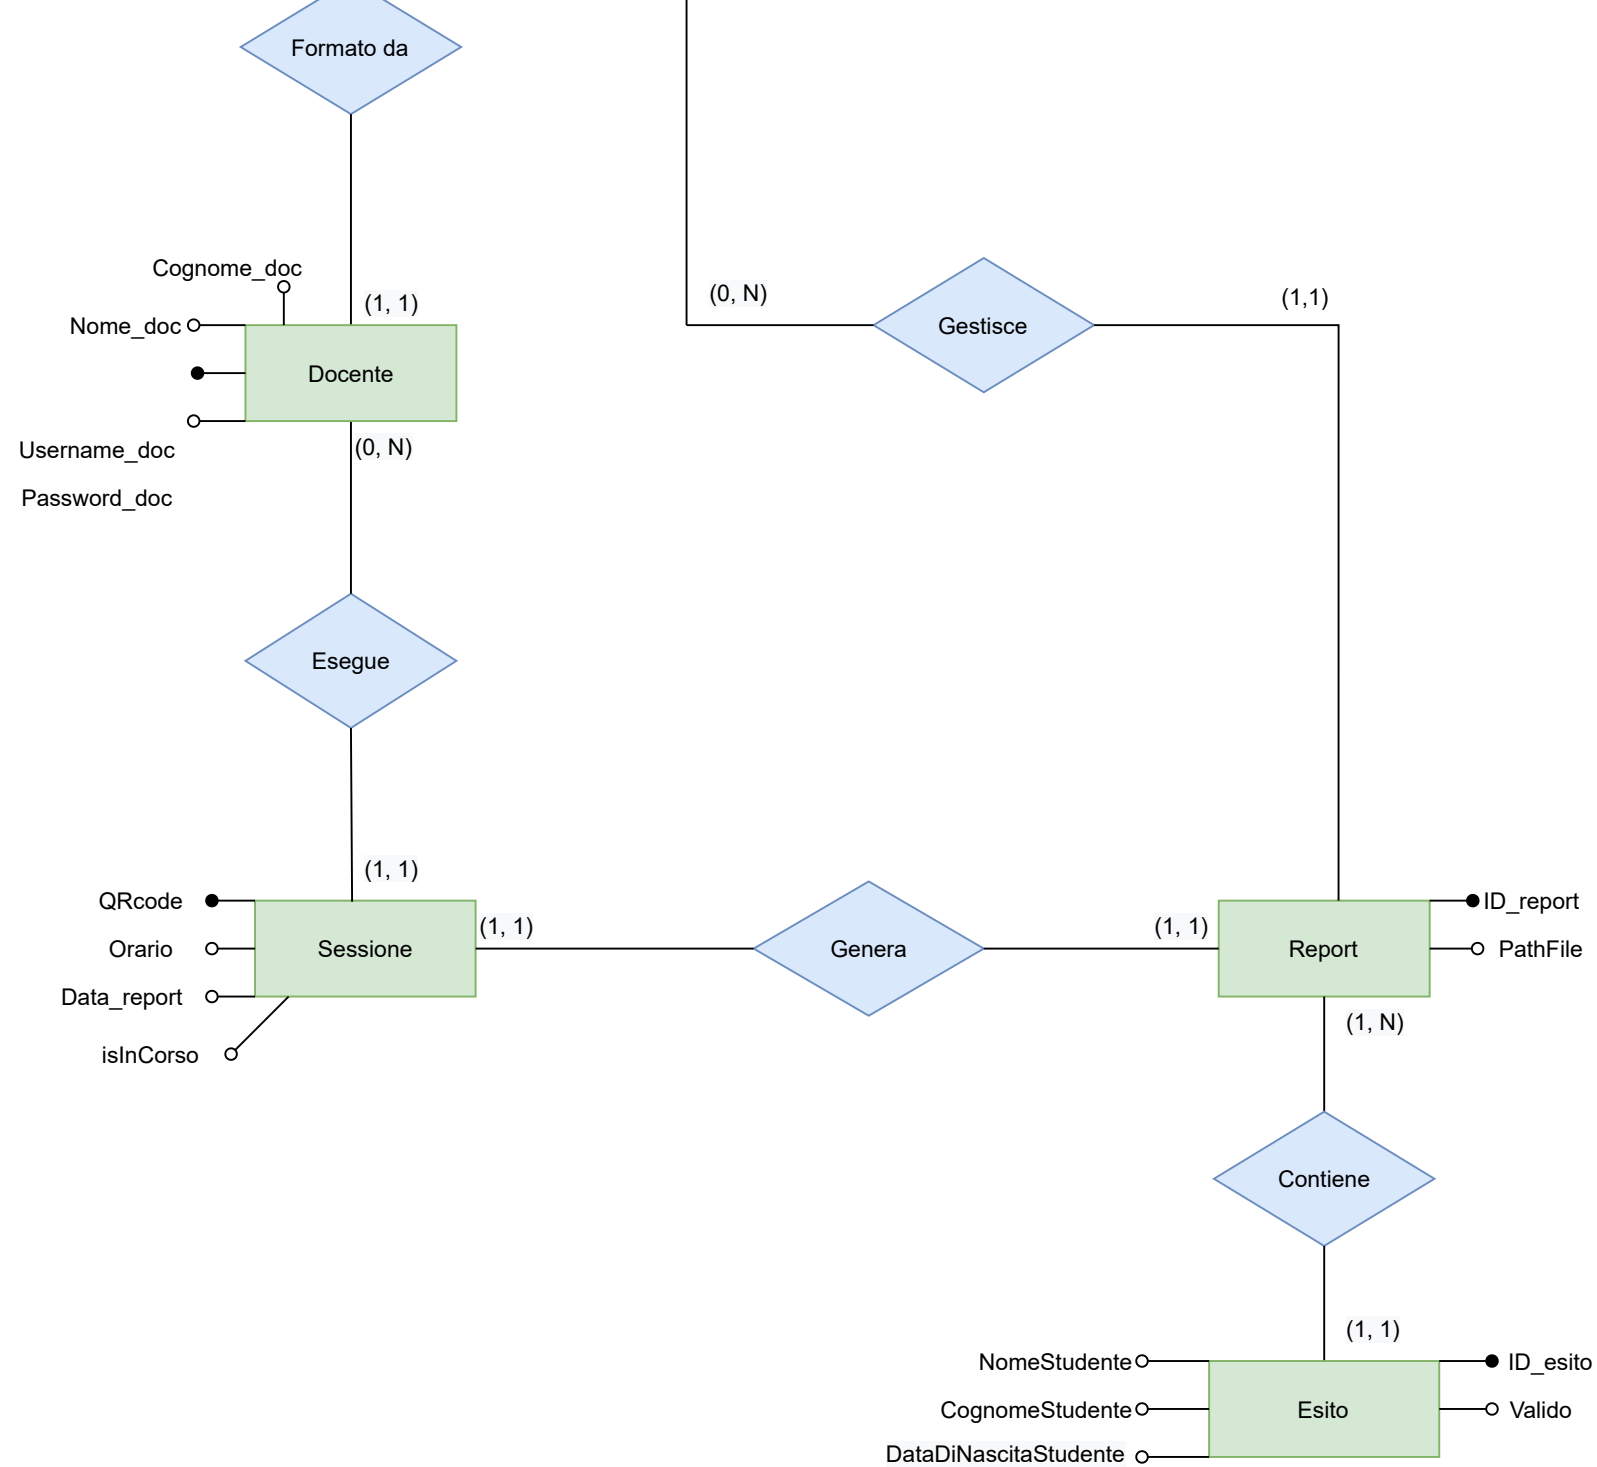 Formato da
Cognome_doc
(1, 1)
(0, N)
(1,1)
Nome_doc
Gestisce
Docente
(0, N)
Username_doc
Password_doc
Esegue
(1, 1)
QRcode
ID_report
(1, 1)
(1, 1)
Orario
Sessione
Genera
Report
PathFile
Data_report
(1, N)
isInCorso
Contiene
(1, 1)
NomeStudente
ID_esito
CognomeStudente
Esito
Valido
DataDiNascitaStudente